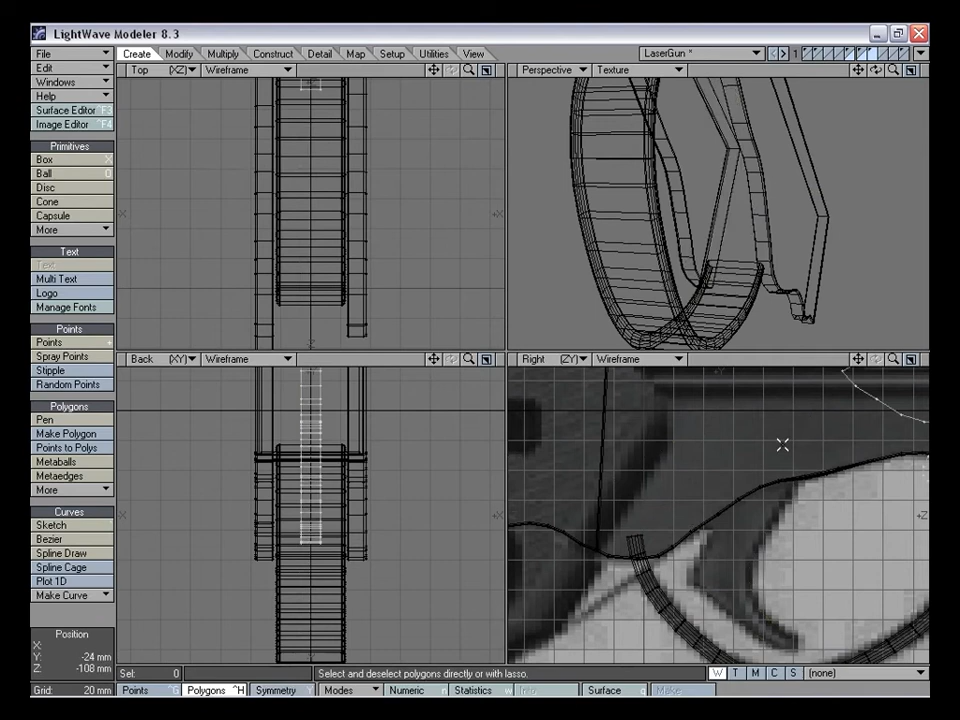 LightWave Modeler 8.3
File Create Modify Multiply Construct Detail Map Setup Utilities View LaserGun * 1
Edit Top (XZ) Wireframe Perspective Texture
Windows
Help
Surface Editor ^F3
Image Editor ^F4
Primitives
Box X
Ball O
Disc
Cone
Capsule
More
Text
Text
Multi Text
Logo
Manage Fonts
Points
Points +
Spray Points
Stipple
Random Points
Back (XY) Wireframe Right (ZY) Wireframe
Polygons
Pen
Make Polygon
Points to Polys
Metaballs
Metaedges
More
Curves
Sketch
Bezier
Spline Draw
Spline Cage
Plot 1D
Make Curve
Position
X:
Y: -24 mm
Z: -108 mm
Sel: 0 Select and deselect polygons directly or with lasso. W T M C S (none)
Grid: 20 mm Points ^G Polygons ^H Symmetry Y Modes Numeric n Statistics w Info Surface q Make